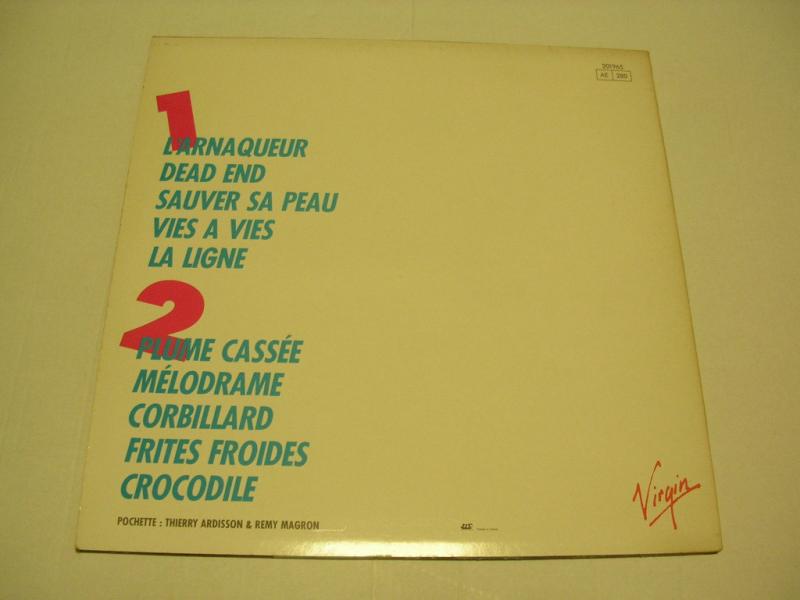 201965
AE 280
1
L'ARNAQUEUR
DEAD END
SAUVER SA PEAU
VIES A VIES
LA LIGNE
2
PLUME CASSÉE
MÉLODRAME
CORBILLARD
FRITES FROIDES
CROCODILE
Virgin
POCHETTE : THIERRY ARDISSON & REMY MAGRON